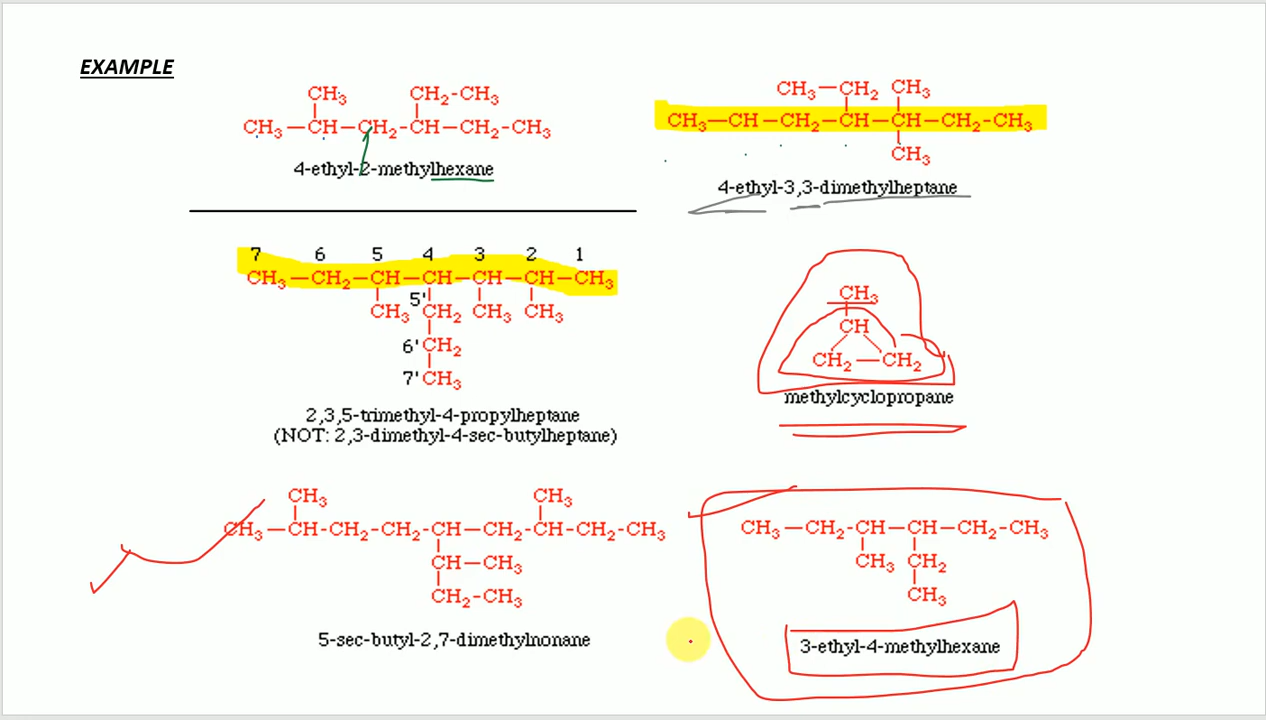 EXAMPLE
CH₃ CH₂-CH₃
CH₃—CH—CH₂—CH—CH₂—CH₃
4-ethyl-2-methylhexane
CH₃—CH₂ CH₃
CH₃—CH—CH₂—CH—CH—CH₂-CH₃
CH₃
4-ethyl-3,3-dimethylheptane
7 6 5 4 3 2 1
CH₃—CH₂—CH—CH—CH—CH—CH₃
CH₃ 5'CH₂ CH₃ CH₃
6'CH₂
7'CH₃
2,3,5-trimethyl-4-propylheptane
(NOT: 2,3-dimethyl-4-sec-butylheptane)
CH₃
CH
CH₂—CH₂
methylcyclopropane
CH₃ CH₃
CH₃-CH-CH₂-CH₂-CH-CH₂-CH-CH₂-CH₃
CH—CH₃
CH₂-CH₃
5-sec-butyl-2,7-dimethylnonane
CH₃—CH₂—CH—CH—CH₂—CH₃
CH₃ CH₂
CH₃
3-ethyl-4-methylhexane